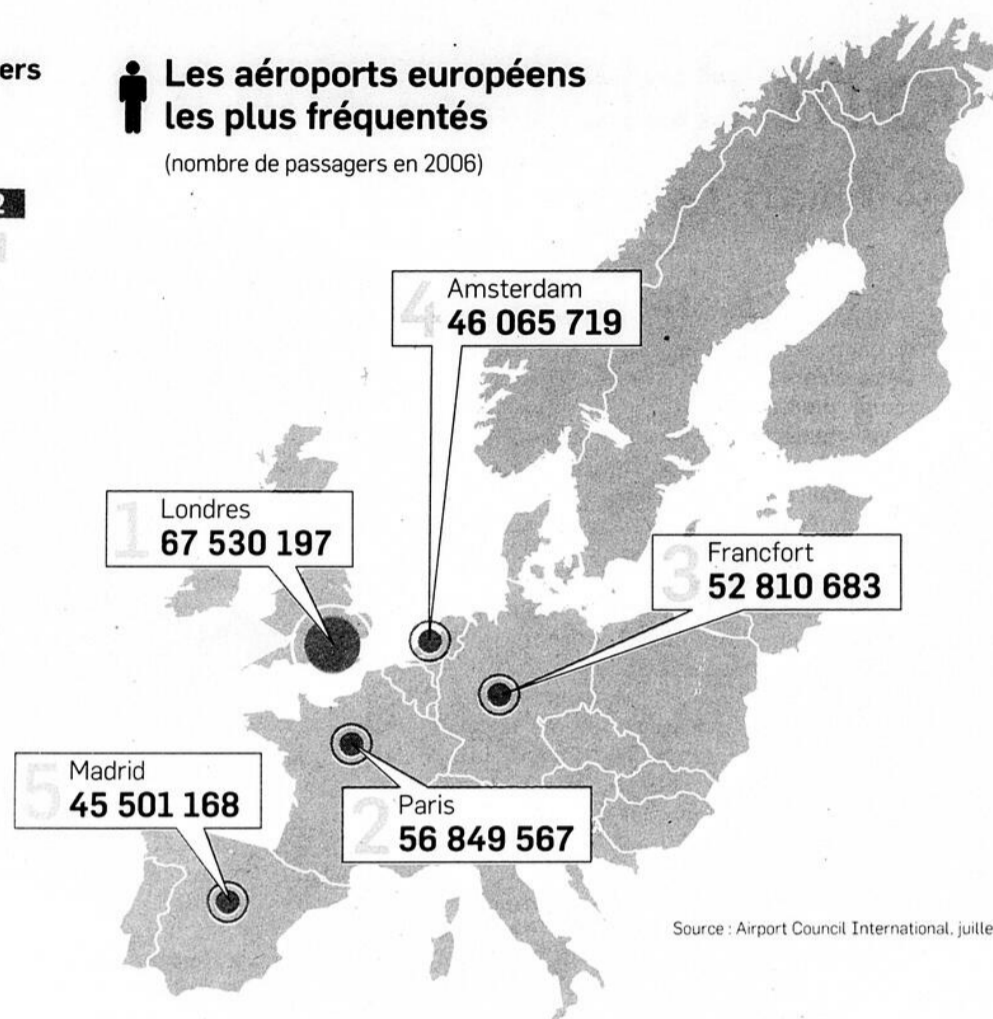 ers
Les aéroports européens
les plus fréquentés
(nombre de passagers en 2006)
2
4
Amsterdam
46 065 719
1
Londres
67 530 197
3
Francfort
52 810 683
5
Madrid
45 501 168
2
Paris
56 849 567
Source : Airport Council International, juille